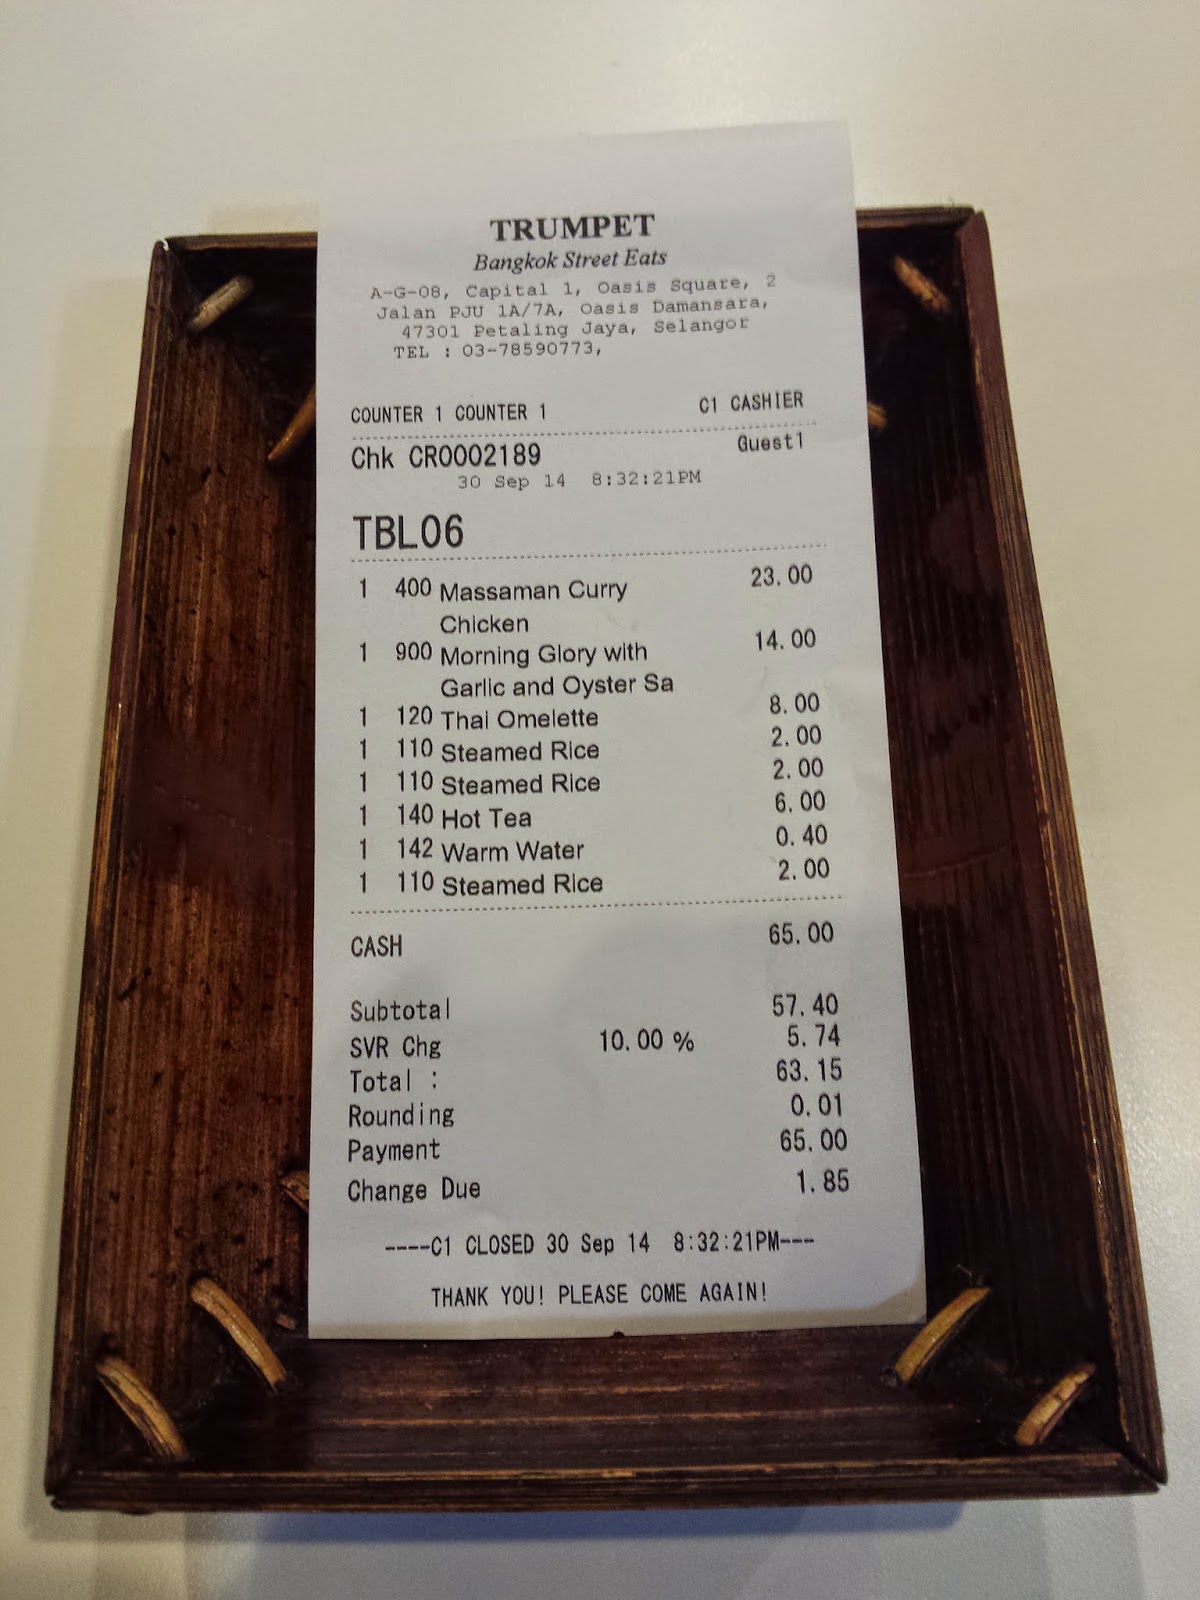 TRUMPET
Bangkok Street Eats
A-G-08, Capital 1, Oasis Square, 2
Jalan PJU 1A/7A, Oasis Damansara,
47301 Petaling Jaya, Selangor
TEL : 03-78590773,
COUNTER 1 COUNTER 1 C1 CASHIER
Chk CR0002189 Guest1
30 Sep 14 8:32:21PM
TBL06
1 400 Massaman Curry 23.00
Chicken
1 900 Morning Glory with 14.00
Garlic and Oyster Sa
1 120 Thai Omelette 8.00
1 110 Steamed Rice 2.00
1 110 Steamed Rice 2.00
1 140 Hot Tea 6.00
1 142 Warm Water 0.40
1 110 Steamed Rice 2.00
CASH 65.00
Subtotal 57.40
SVR Chg 10.00 % 5.74
Total : 63.15
Rounding 0.01
Payment 65.00
Change Due 1.85
----C1 CLOSED 30 Sep 14 8:32:21PM---
THANK YOU! PLEASE COME AGAIN!